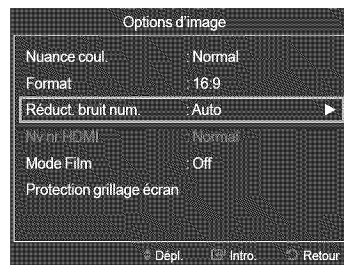 Options d'image
Nuance coul. : Normal
Format : 16:9
Réduct. bruit num. : Auto
Nv nr HDMI : Normal
Mode Film : Off
Protection grillage écran
Dépl. Intro. Retour